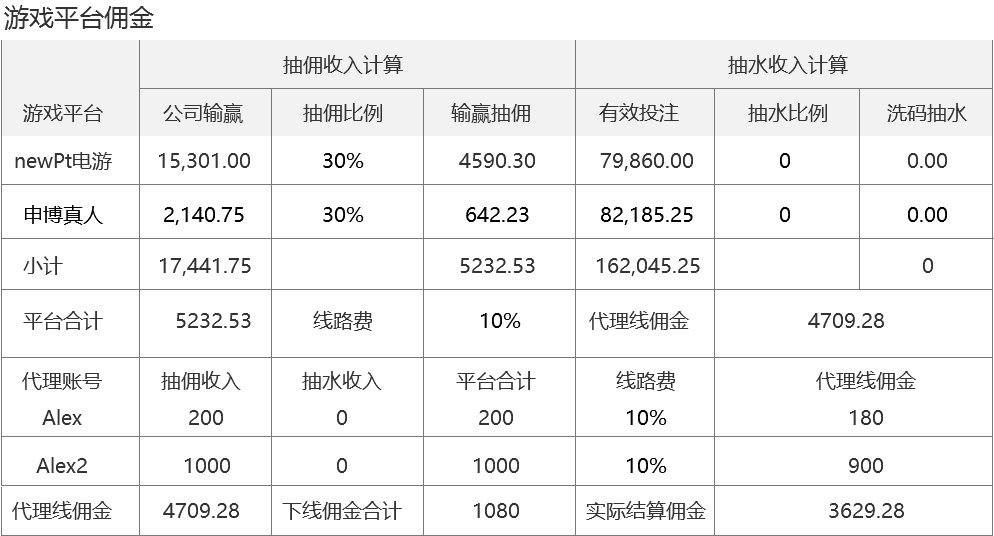 游戏平台佣金
抽佣收入计算 抽水收入计算
游戏平台 公司输赢 抽佣比例 输赢抽佣 有效投注 抽水比例 洗码抽水
newPt电游 15,301.00 30% 4590.30 79,860.00 0 0.00
申博真人 2,140.75 30% 642.23 82,185.25 0 0.00
小计 17,441.75 5232.53 162,045.25 0
平台合计 5232.53 线路费 10% 代理线佣金 4709.28
代理账号 抽佣收入 抽水收入 平台合计 线路费 代理线佣金
Alex 200 0 200 10% 180
Alex2 1000 0 1000 10% 900
代理线佣金 4709.28 下线佣金合计 1080 实际结算佣金 3629.28